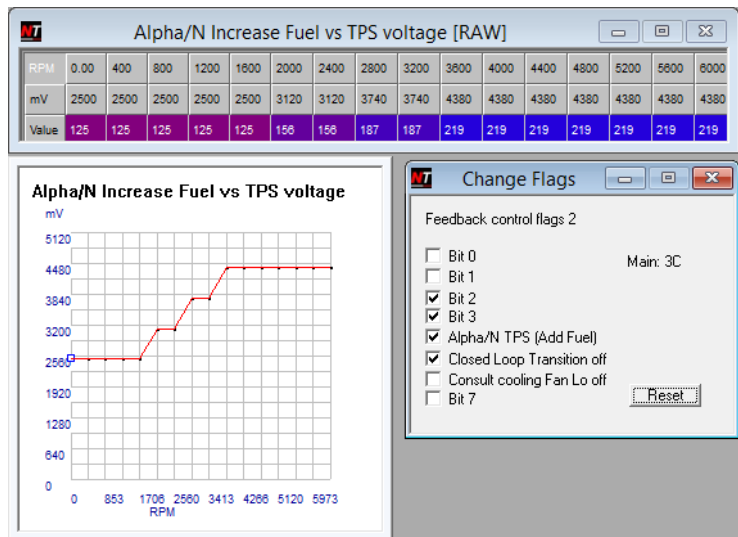 NT Alpha/N Increase Fuel vs TPS voltage [RAW]
RPM 0.00 400 800 1200 1600 2000 2400 2800 3200 3600 4000 4400 4800 5200 5600 6000
mV 2500 2500 2500 2500 2500 3120 3120 3740 3740 4380 4380 4380 4380 4380 4380 4380
Value 125 125 125 125 125 156 156 187 187 219 219 219 219 219 219 219
Alpha/N Increase Fuel vs TPS voltage
mV
5120
4480
3840
3200
2560
1920
1280
640
0
0 853 1706 2560 3413 4266 5120 5973
RPM
NT Change Flags
Feedback control flags 2
Bit 0
Main: 3C
Bit 1
Bit 2
Bit 3
Alpha/N TPS (Add Fuel)
Closed Loop Transition off
Consult cooling Fan Lo off
Bit 7
Reset